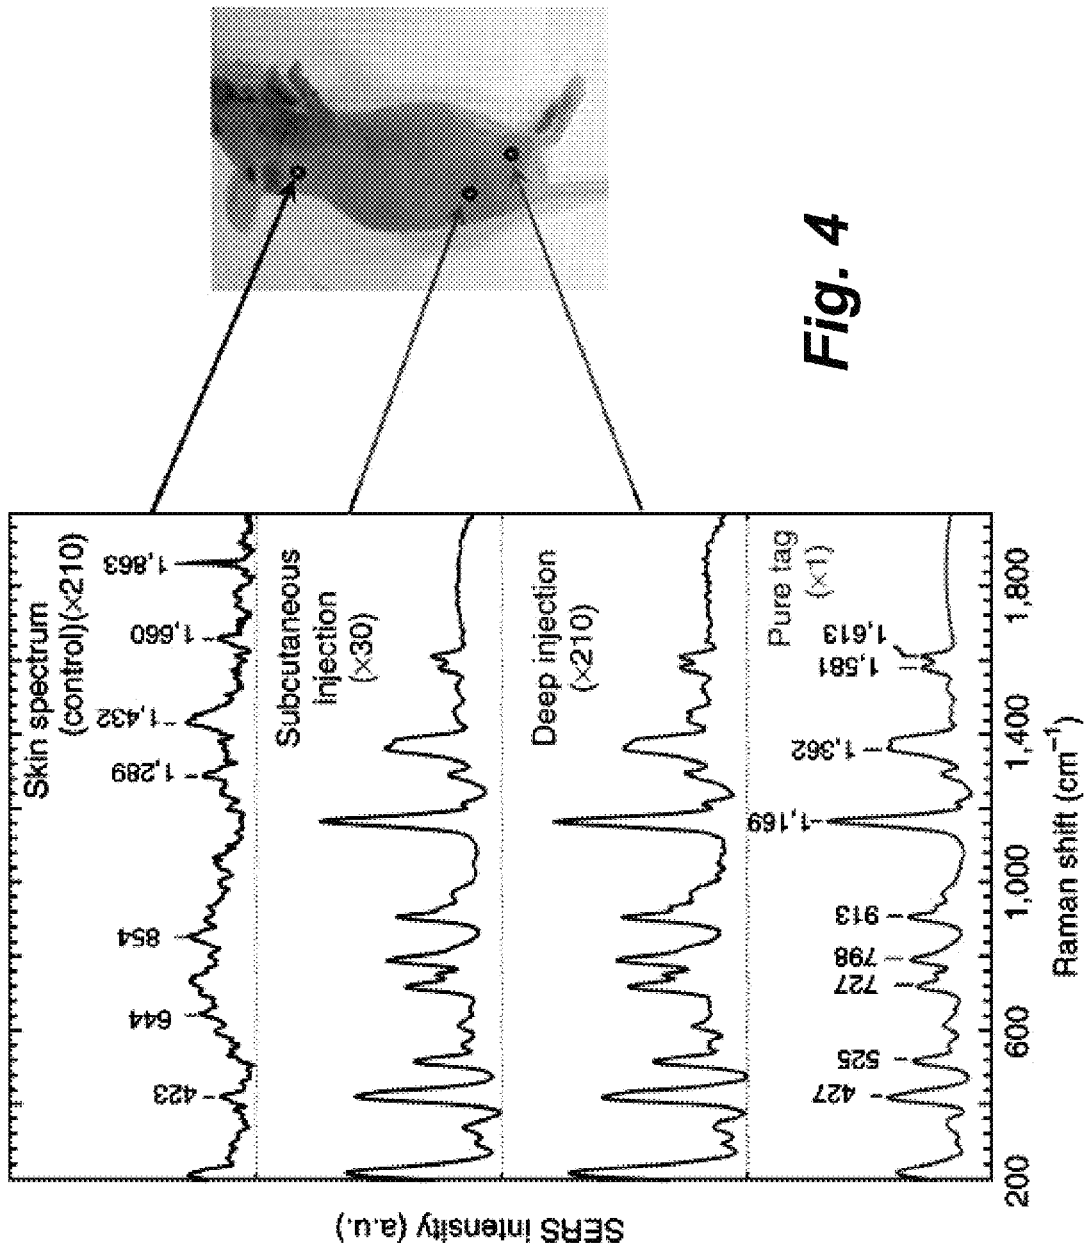 Skin spectrum
(control)(×210)
423
644
854
1,289
1,432
1,660
1,863
Subcutaneous
injection
(×30)
Deep injection
(×210)
Pure tag
(×1)
427
525
727
798
913
1,169
1,362
1,581
1,613
200
600
1,000
1,400
1,800
Raman shift (cm⁻¹)
SERS intensity (a.u.)
Fig. 4